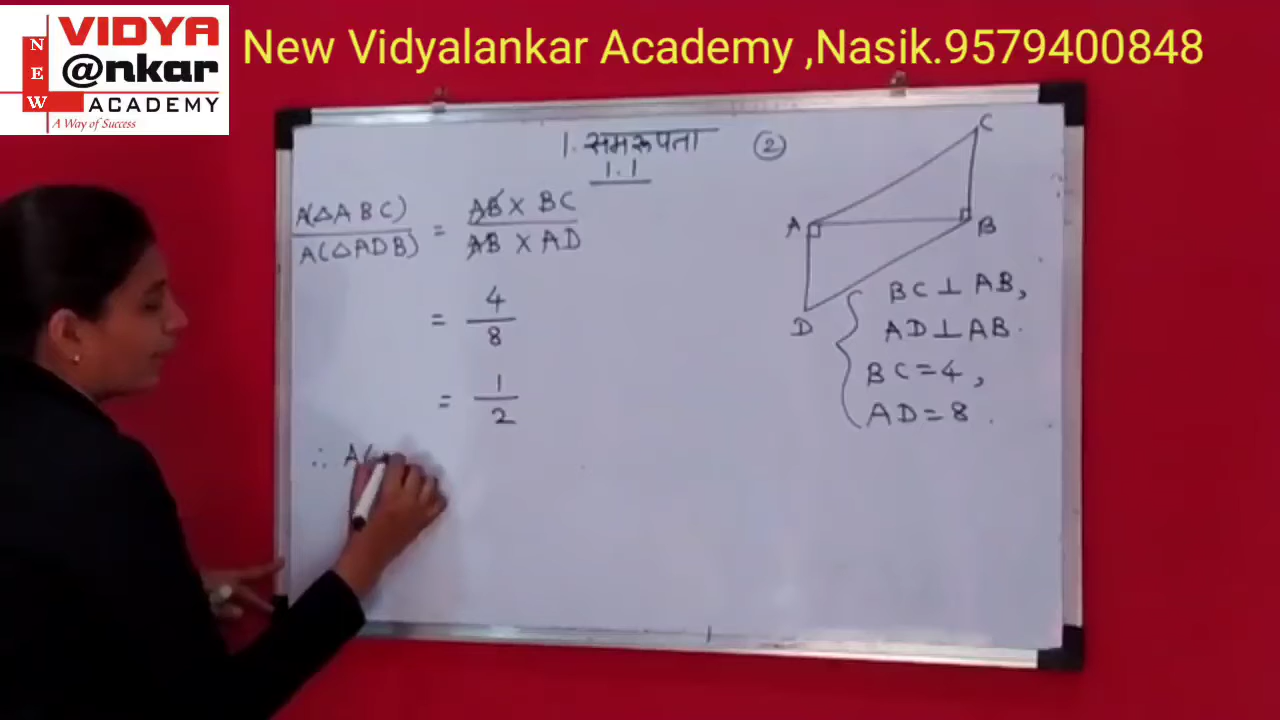 NEW
VIDYA
@nkar
ACADEMY
A Way of Success
New Vidyalankar Academy ,Nasik.9579400848
1. समरूपता
②
1.1
A(△ABC)
A(△ADB)
=
AB × BC
AB × AD
= 4
8
= 1
2
∴ A(
C
A
B
D
BC ⊥ AB,
AD ⊥ AB.
BC = 4,
AD = 8.